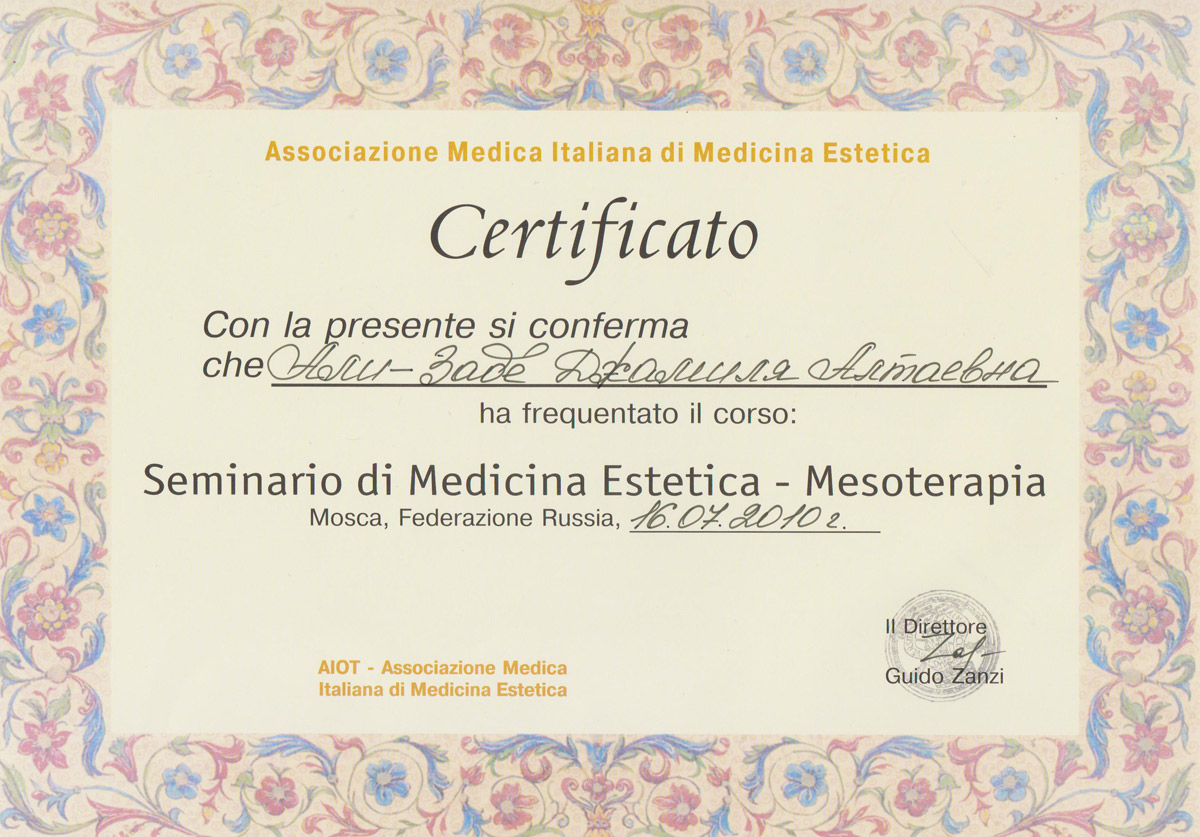 Associazione Medica Italiana di Medicina Estetica
Certificato
Con la presente si conferma
che Али-Заде Джамиля Алтаевна
ha frequentato il corso:
Seminario di Medicina Estetica - Mesoterapia
Mosca, Federazione Russia, 16.07.2010 г.
Il Direttore
Guido Zanzi
AIOT - Associazione Medica
Italiana di Medicina Estetica